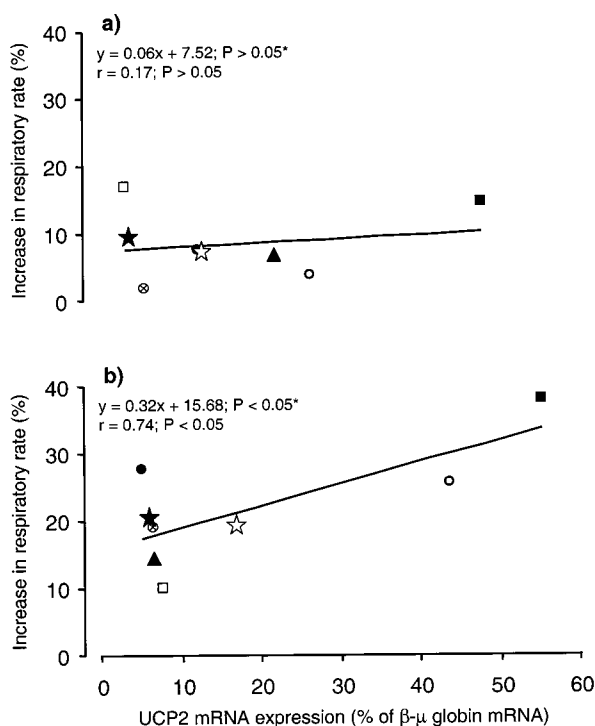 a)
y = 0.06x + 7.52; P > 0.05*
r = 0.17; P > 0.05
Increase in respiratory rate (%)
40
30
20
10
0
b)
y = 0.32x + 15.68; P < 0.05*
r = 0.74; P < 0.05
Increase in respiratory rate (%)
40
30
20
10
0
0 10 20 30 40 50 60
UCP2 mRNA expression (% of β-μ globin mRNA)